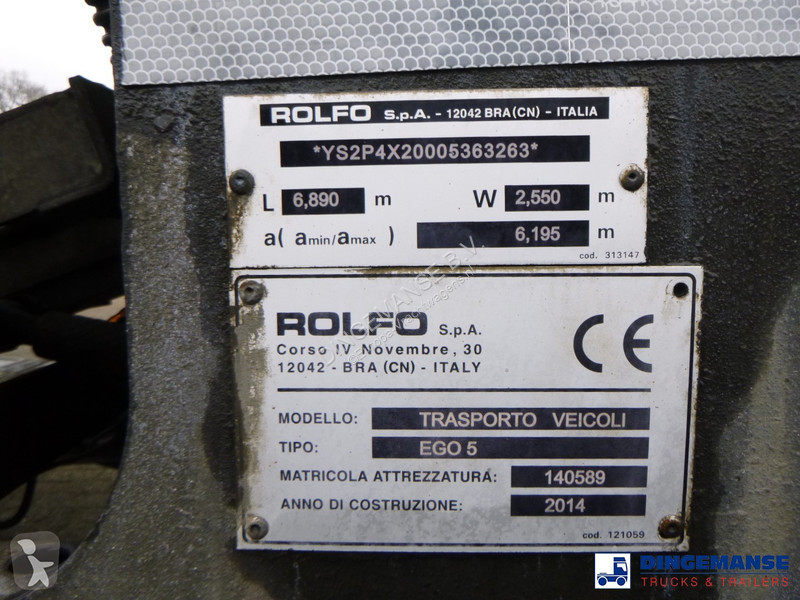 ROLFO S.p.A. - 12042 BRA (CN) - ITALIA
*YS2P4X20005363263*
L 6,890 m W 2,550 m
a( amin/amax ) 6,195 m
cod. 313147
ROLFO S.p.A.
Corso IV Novembre, 30
12042 - BRA (CN) - ITALY
CE
MODELLO: TRASPORTO VEICOLI
TIPO: EGO 5
MATRICOLA ATTREZZATURA: 140589
ANNO DI COSTRUZIONE: 2014
cod. 121059
DINGEMANSE B.V.
DINGEMANSE
TRUCKS & TRAILERS